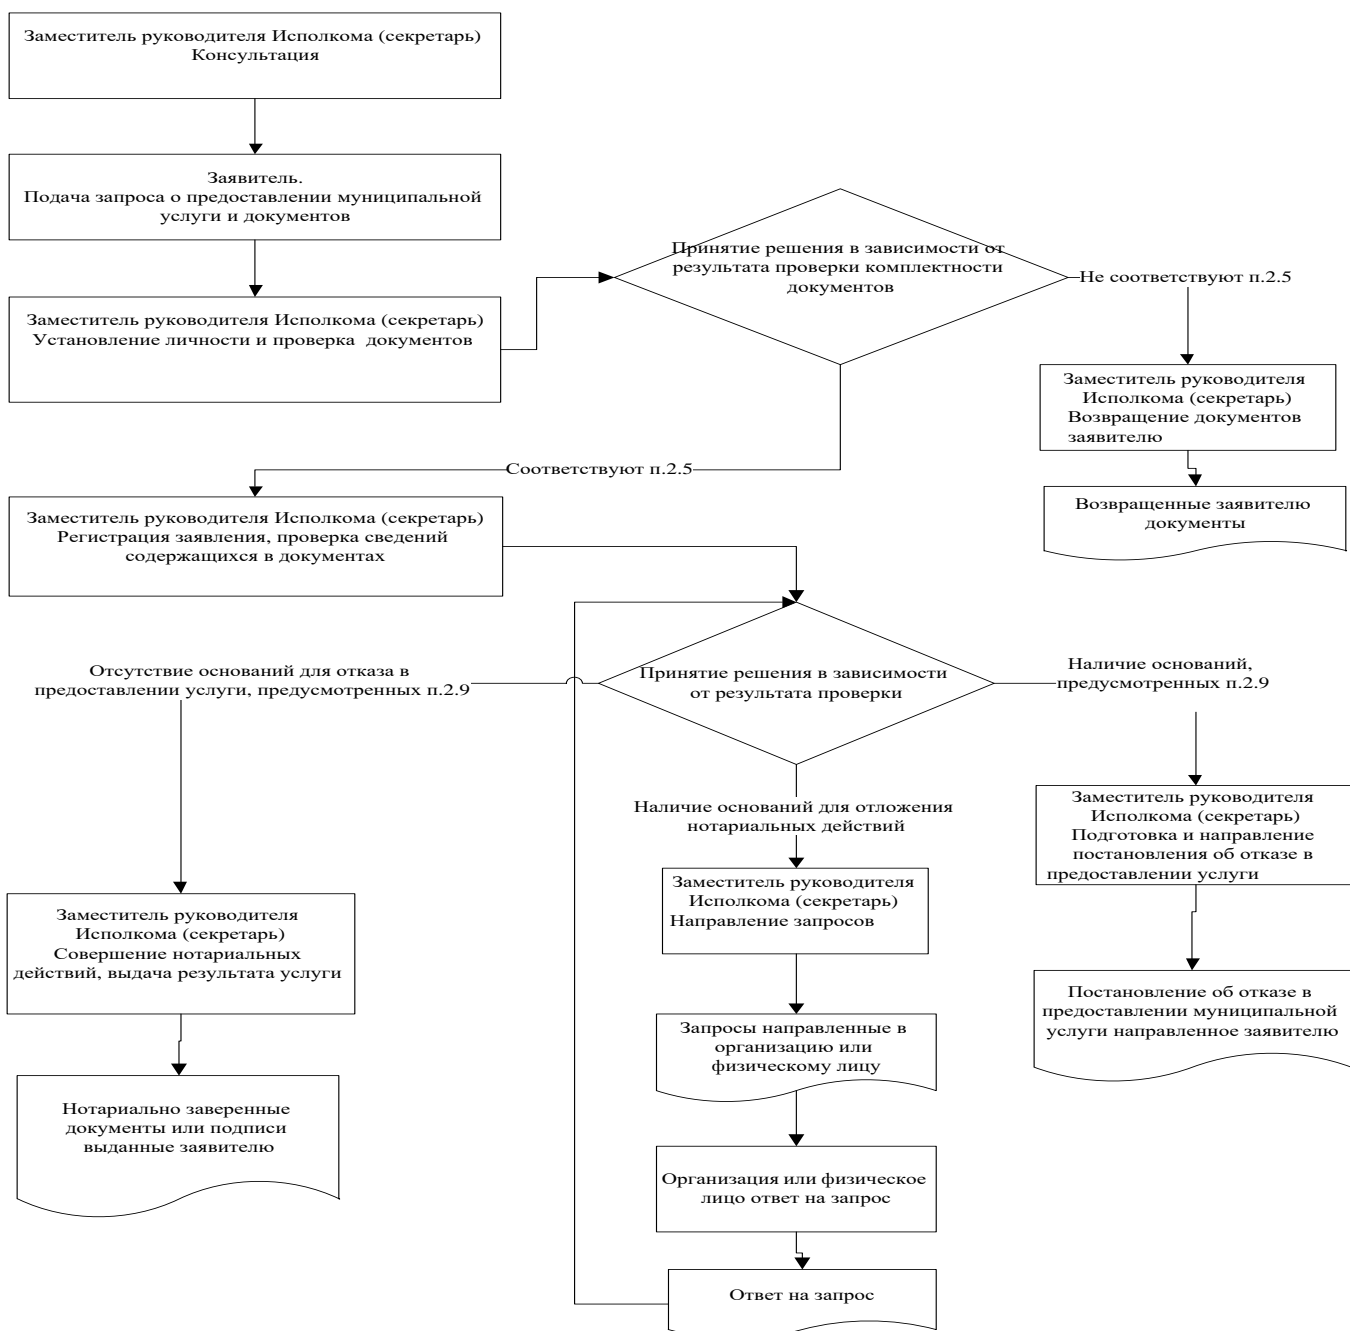 Заместитель руководителя Исполкома (секретарь)
Консультация
Заявитель.
Подача запроса о предоставлении муниципальной
услуги и документов
Заместитель руководителя Исполкома (секретарь)
Установление личности и проверка документов
Принятие решения в зависимости от
результата проверки комплектности
документов
Не соответствуют п.2.5
Заместитель руководителя
Исполкома (секретарь)
Возвращение документов
заявителю
Возвращенные заявителю
документы
Соответствуют п.2.5
Заместитель руководителя Исполкома (секретарь)
Регистрация заявления, проверка сведений
содержащихся в документах
Принятие решения в зависимости
от результата проверки
Отсутствие оснований для отказа в
предоставлении услуги, предусмотренных п.2.9
Наличие оснований,
предусмотренных п.2.9
Наличие оснований для отложения
нотариальных действий
Заместитель руководителя
Исполкома (секретарь)
Совершение нотариальных
действий, выдача результата услуги
Нотариально заверенные
документы или подписи
выданные заявителю
Заместитель руководителя
Исполкома (секретарь)
Направление запросов
Запросы направленные в
организацию или
физическому лицу
Организация или физическое
лицо ответ на запрос
Ответ на запрос
Заместитель руководителя
Исполкома (секретарь)
Подготовка и направление
постановления об отказе в
предоставлении услуги
Постановление об отказе в
предоставлении муниципальной
услуги направленное заявителю